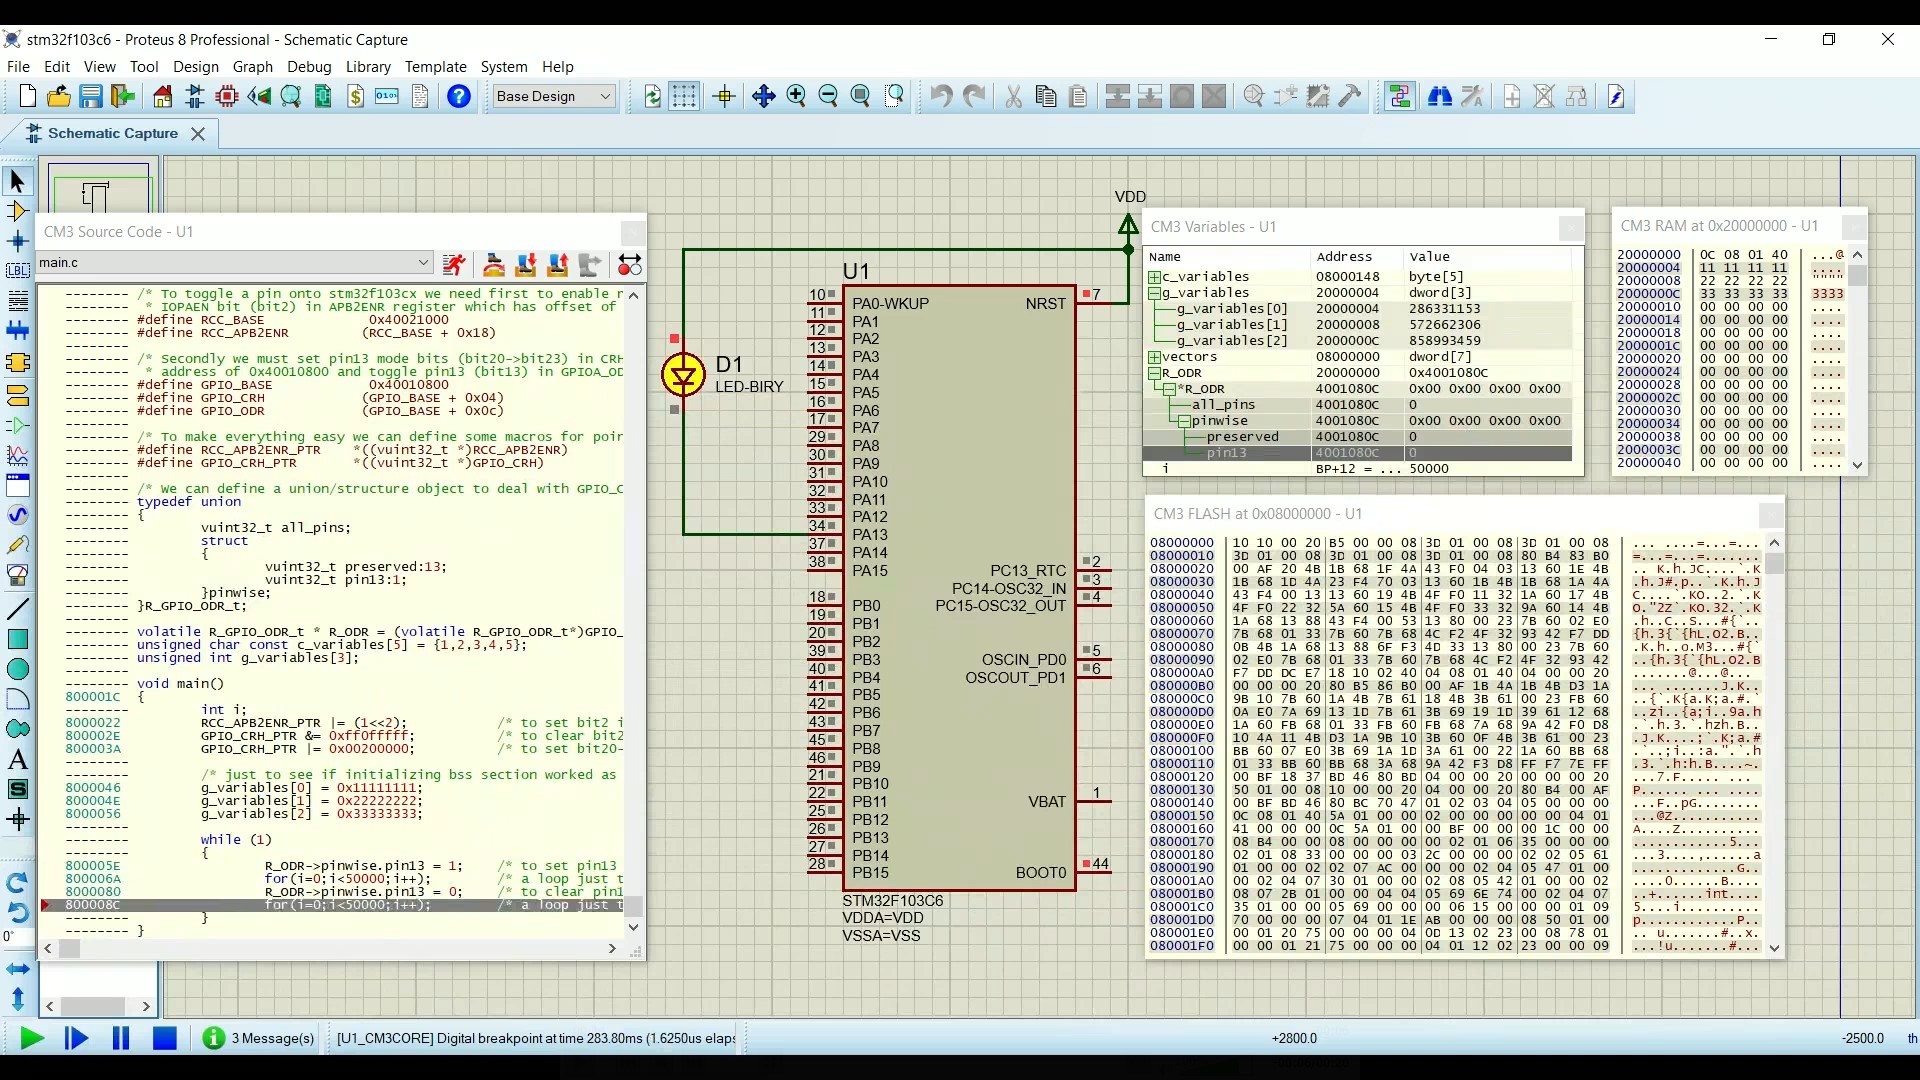 stm32f103c6 - Proteus 8 Professional - Schematic Capture
File Edit View Tool Design Graph Debug Library Template System Help
Base Design
Schematic Capture
CM3 Source Code - U1
main.c
-------- /* To toggle a pin onto stm32f103cx we need first to enable
-------- * IOPAEN bit (bit2) in APB2ENR register which has offset of
-------- #define RCC_BASE 0x40021000
-------- #define RCC_APB2ENR (RCC_BASE + 0x18)
--------
-------- /* Secondly we must set pin13 mode bits (bit20->bit23) in CRH
-------- * address of 0x40010800 and toggle pin13 (bit13) in GPIOA_OD
-------- #define GPIO_BASE 0x40010800
-------- #define GPIO_CRH (GPIO_BASE + 0x04)
-------- #define GPIO_ODR (GPIO_BASE + 0x0c)
--------
-------- /* To make everything easy we can define some macros for poin
-------- #define RCC_APB2ENR_PTR *((vuint32_t *)RCC_APB2ENR)
-------- #define GPIO_CRH_PTR *((vuint32_t *)GPIO_CRH)
--------
-------- /* We can define a union/structure object to deal with GPIO_C
-------- typedef union
-------- {
-------- vuint32_t all_pins;
-------- struct
-------- {
-------- vuint32_t preserved:13;
-------- vuint32_t pin13:1;
-------- }pinwise;
-------- }R_GPIO_ODR_t;
--------
-------- volatile R_GPIO_ODR_t * R_ODR = (volatile R_GPIO_ODR_t*)GPIO_
-------- unsigned char const c_variables[5] = {1,2,3,4,5};
-------- unsigned int g_variables[3];
--------
-------- void main()
800001C {
-------- int i;
8000022 RCC_APB2ENR_PTR |= (1<<2); /* to set bit2 i
800002E GPIO_CRH_PTR &= 0xff0fffff; /* to clear bit2
800003A GPIO_CRH_PTR |= 0x00200000; /* to set bit20-
--------
-------- /* just to see if initializing bss section worked as
8000046 g_variables[0] = 0x11111111;
800004E g_variables[1] = 0x22222222;
8000056 g_variables[2] = 0x33333333;
--------
-------- while (1)
-------- {
800005E R_ODR->pinwise.pin13 = 1; /* to set pin13
800006A for(i=0;i<50000;i++); /* a loop just t
8000080 R_ODR->pinwise.pin13 = 0; /* to clear pin1
800008C for(i=0;i<50000;i++); /* a loop just t
-------- }
-------- }
VDD
U1
D1
LED-BIRY
10 PA0-WKUP
11 PA1
12 PA2
13 PA3
14 PA4
15 PA5
16 PA6
17 PA7
29 PA8
30 PA9
31 PA10
32 PA11
33 PA12
34 PA13
37 PA14
38 PA15
18 PB0
19 PB1
20 PB2
39 PB3
40 PB4
41 PB5
42 PB6
43 PB7
45 PB8
46 PB9
21 PB10
22 PB11
25 PB12
26 PB13
27 PB14
28 PB15
NRST 7
PC13_RTC 2
PC14-OSC32_IN 3
PC15-OSC32_OUT 4
OSCIN_PD0 5
OSCOUT_PD1 6
VBAT 1
BOOT0 44
STM32F103C6
VDDA=VDD
VSSA=VSS
CM3 Variables - U1
Name Address Value
c_variables 08000148 byte[5]
g_variables 20000004 dword[3]
g_variables[0] 20000004 286331153
g_variables[1] 20000008 572662306
g_variables[2] 2000000C 858993459
vectors 08000000 dword[7]
R_ODR 20000000 0x4001080C
*R_ODR 4001080C 0x00 0x00 0x00 0x00
all_pins 4001080C 0
pinwise 4001080C 0x00 0x00 0x00 0x00
preserved 4001080C 0
pin13 4001080C 0
i BP+12 = ... 50000
CM3 RAM at 0x20000000 - U1
20000000 0C 08 01 40 ...@
20000004 11 11 11 11 ....
20000008 22 22 22 22 """"
2000000C 33 33 33 33 3333
20000010 00 00 00 00 ....
20000014 00 00 00 00 ....
20000018 00 00 00 00 ....
2000001C 00 00 00 00 ....
20000020 00 00 00 00 ....
20000024 00 00 00 00 ....
20000028 00 00 00 00 ....
2000002C 00 00 00 00 ....
20000030 00 00 00 00 ....
20000034 00 00 00 00 ....
20000038 00 00 00 00 ....
2000003C 00 00 00 00 ....
20000040 00 00 00 00 ....
CM3 FLASH at 0x08000000 - U1
08000000 10 10 00 20 B5 00 00 08 3D 01 00 08 3D 01 00 08
08000010 3D 01 00 08 3D 01 00 08 3D 01 00 08 80 B4 83 B0
08000020 00 AF 20 4B 1B 68 1F 4A 43 F0 04 03 13 60 1E 4B
08000030 1B 68 1D 4A 23 F4 70 03 13 60 1B 4B 1B 68 1A 4A
08000040 43 F4 00 13 13 60 19 4B 4F F0 11 32 1A 60 17 4B
08000050 4F F0 22 32 5A 60 15 4B 4F F0 33 32 9A 60 14 4B
08000060 1A 68 13 88 43 F4 00 53 13 80 00 23 7B 60 02 E0
08000070 7B 68 01 33 7B 60 7B 68 4C F2 4F 32 93 42 F7 DD
08000080 0B 4B 1A 68 13 88 6F F3 4D 33 13 80 00 23 7B 60
08000090 02 E0 7B 68 01 33 7B 60 7B 68 4C F2 4F 32 93 42
080000A0 F7 DD DC E7 18 10 02 40 04 08 01 40 04 00 00 20
080000B0 00 00 00 20 80 B5 86 B0 00 AF 1B 4A 1B 4B D3 1A
080000C0 9B 10 7B 60 1A 4B 7B 61 18 4B 3B 61 00 23 FB 60
080000D0 0A E0 7A 69 13 1D 7B 61 3B 69 19 1D 39 61 12 68
080000E0 1A 60 FB 68 01 33 FB 60 FB 68 7A 68 9A 42 F0 D8
080000F0 10 4A 11 4B D3 1A 9B 10 3B 60 0F 4B 3B 61 00 23
08000100 BB 60 07 E0 3B 69 1A 1D 3A 61 00 22 1A 60 BB 68
08000110 01 33 BB 60 BB 68 3A 68 9A 42 F3 D8 FF F7 7E FF
08000120 00 BF 18 37 BD 46 80 BD 04 00 00 20 00 00 00 20
08000130 50 01 00 08 10 00 00 20 04 00 00 20 80 B4 00 AF
08000140 00 BF BD 46 80 BC 70 47 01 02 03 04 05 00 00 00
08000150 0C 08 01 40 5A 01 00 00 02 00 00 00 00 00 04 01
08000160 41 00 00 00 0C 5A 01 00 00 BF 00 00 00 1C 00 00
08000170 08 B4 00 00 08 00 00 00 00 02 01 06 35 00 00 00
08000180 02 01 08 33 00 00 00 03 2C 00 00 00 02 02 05 61
08000190 01 00 00 02 02 07 AC 00 00 00 02 04 05 47 01 00
080001A0 00 02 04 07 30 01 00 00 02 08 05 42 01 00 00 02
080001B0 08 07 2B 01 00 00 04 04 05 69 6E 74 00 02 04 07
080001C0 35 01 00 00 05 69 00 00 00 06 15 00 00 00 01 09
080001D0 70 00 00 00 07 04 01 1E AB 00 00 00 08 50 01 00
080001E0 00 01 20 75 00 00 00 04 0D 13 02 23 00 08 78 01
080001F0 00 00 01 21 75 00 00 00 04 01 12 02 23 00 00 09
0°
3 Message(s)
[U1_CM3CORE] Digital breakpoint at time 283.80ms (1.6250us elaps
+2800.0
-2500.0
th